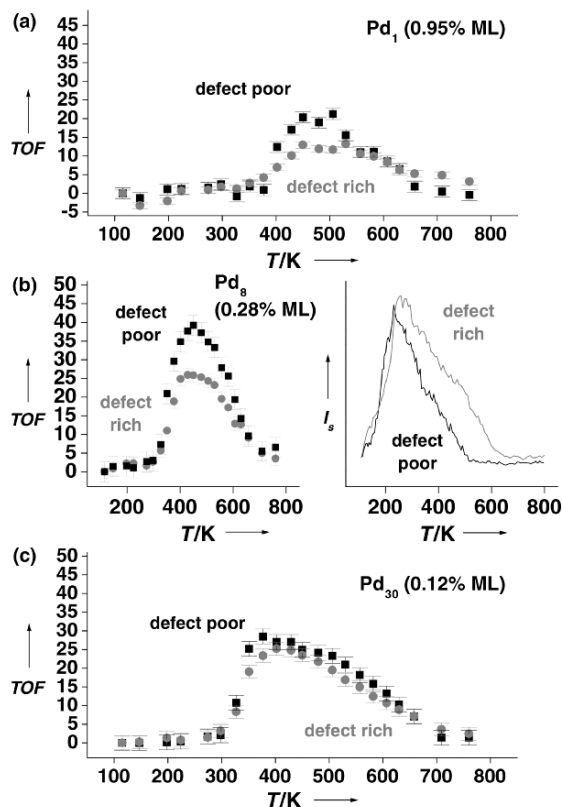 (a)
Pd1 (0.95% ML)
defect poor
defect rich
TOF
45
40
35
30
25
20
15
10
5
0
-5
100 200 300 400 500 600 700 800
T/K
(b)
Pd8
(0.28% ML)
defect
poor
defect
rich
TOF
50
45
40
35
30
25
20
15
10
5
0
200 400 600 800
T/K
defect
rich
defect
poor
Is
200 400 600 800
T/K
(c)
Pd30 (0.12% ML)
defect poor
defect rich
TOF
50
45
40
35
30
25
20
15
10
5
0
100 200 300 400 500 600 700 800
T/K